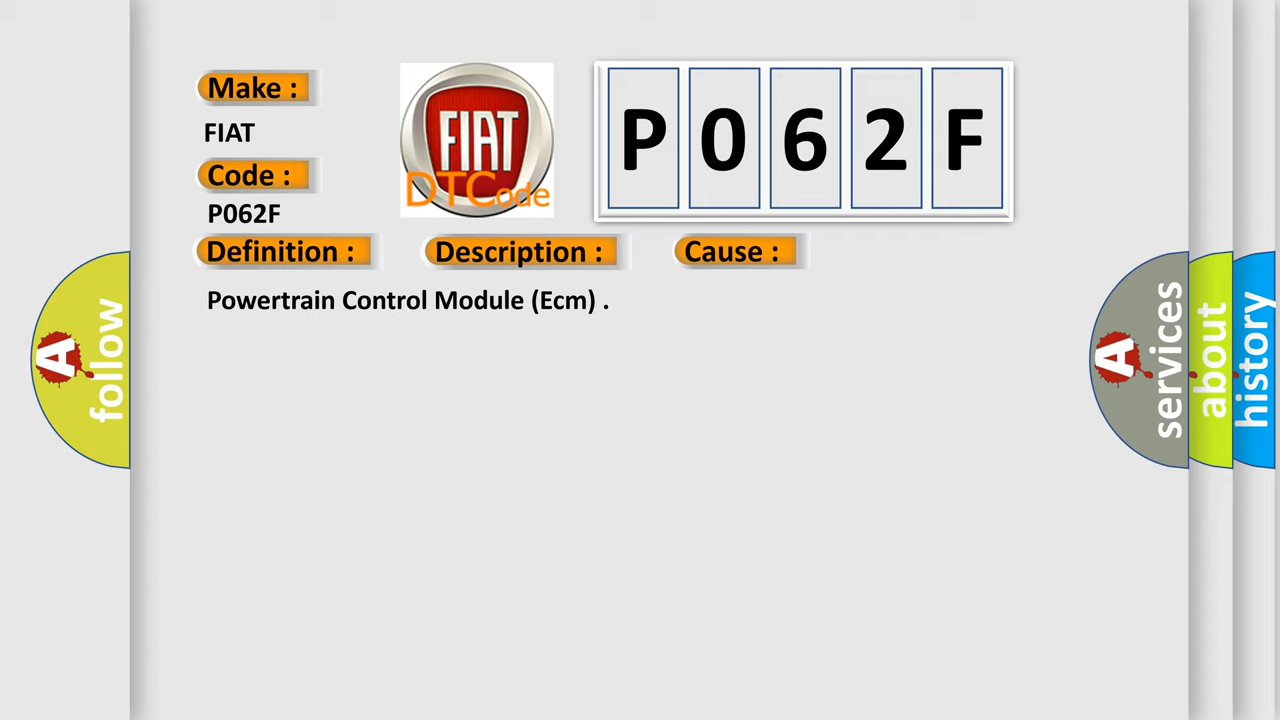 Make :
FIAT
Code :
P062F
FIAT
DTCode
P 0 6 2 F
Definition :
Description :
Cause :
Powertrain Control Module (Ecm) .
A
follow
A
services
about
history